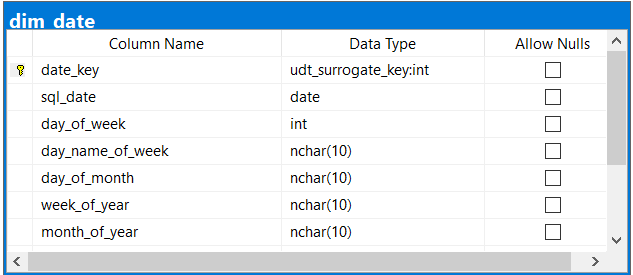 dim_date
Column Name Data Type Allow Nulls
date_key udt_surrogate_key:int
sql_date date
day_of_week int
day_name_of_week nchar(10)
day_of_month nchar(10)
week_of_year nchar(10)
month_of_year nchar(10)